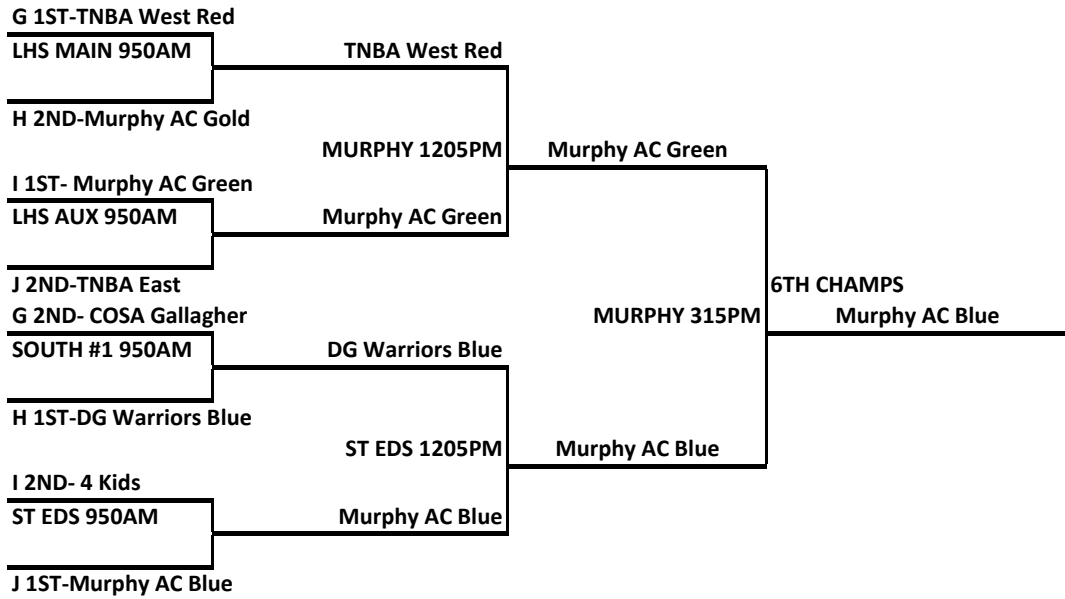 G 1ST-TNBA West Red
LHS MAIN 950AM
TNBA West Red
H 2ND-Murphy AC Gold
MURPHY 1205PM
Murphy AC Green
I 1ST- Murphy AC Green
LHS AUX 950AM
Murphy AC Green
J 2ND-TNBA East
6TH CHAMPS
G 2ND- COSA Gallagher
MURPHY 315PM
Murphy AC Blue
SOUTH #1 950AM
DG Warriors Blue
H 1ST-DG Warriors Blue
ST EDS 1205PM
Murphy AC Blue
I 2ND- 4 Kids
ST EDS 950AM
Murphy AC Blue
J 1ST-Murphy AC Blue